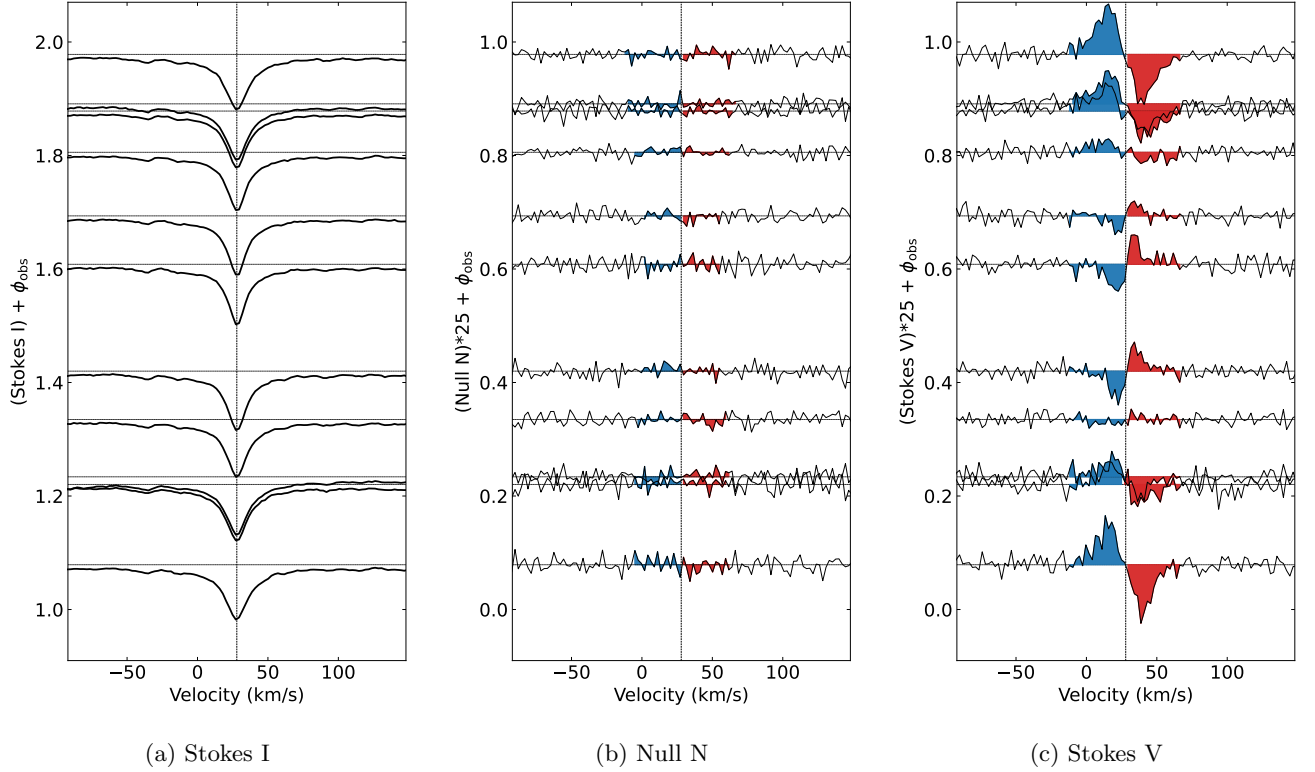 (Stokes I) + ϕobs
2.0
1.8
1.6
1.4
1.2
1.0
−50 0 50 100
Velocity (km/s)
(a) Stokes I
(Null N)*25 + ϕobs
1.0
0.8
0.6
0.4
0.2
0.0
−50 0 50 100
Velocity (km/s)
(b) Null N
(Stokes V)*25 + ϕobs
1.0
0.8
0.6
0.4
0.2
0.0
−50 0 50 100
Velocity (km/s)
(c) Stokes V